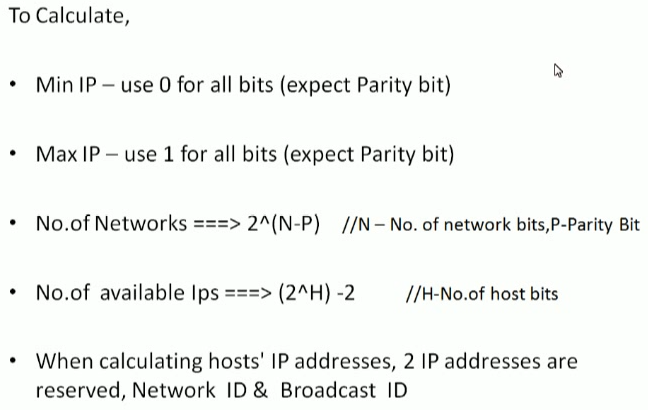 To Calculate,
• Min IP – use 0 for all bits (expect Parity bit)
• Max IP – use 1 for all bits (expect Parity bit)
• No.of Networks ===> 2^(N-P) //N – No. of network bits,P-Parity Bit
• No.of available Ips ===> (2^H) -2 //H-No.of host bits
• When calculating hosts' IP addresses, 2 IP addresses are
reserved, Network ID & Broadcast ID